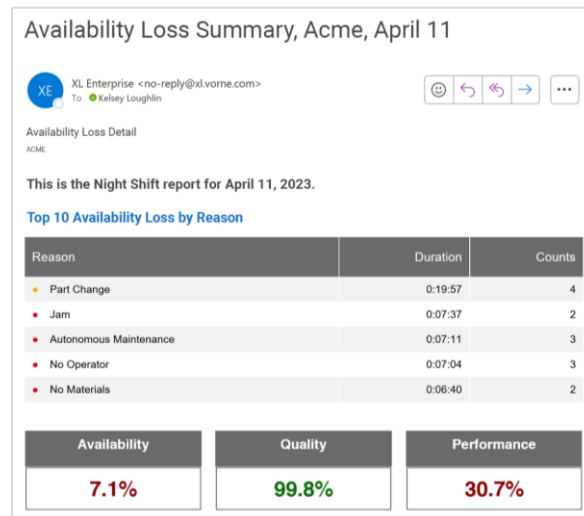 Availability Loss Summary, Acme, April 11
XE
XL Enterprise <no-reply@xl.vorne.com>
To Kelsey Loughlin
Availability Loss Detail
ACME
This is the Night Shift report for April 11, 2023.
Top 10 Availability Loss by Reason
Reason Duration Counts
Part Change 0:19:57 4
Jam 0:07:37 2
Autonomous Maintenance 0:07:11 3
No Operator 0:07:04 3
No Materials 0:06:40 2
Availability Quality Performance
7.1% 99.8% 30.7%